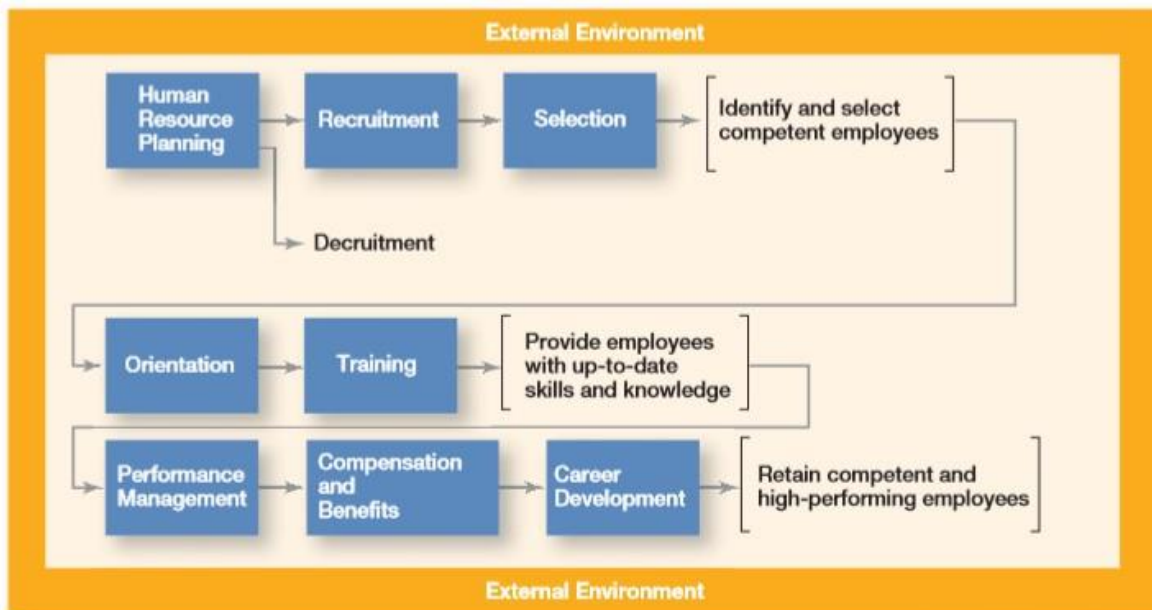 External Environment
Human
Resource
Planning
Recruitment
Selection
Identify and select
competent employees
Decruitment
Orientation
Training
Provide employees
with up-to-date
skills and knowledge
Performance
Management
Compensation
and
Benefits
Career
Development
Retain competent and
high-performing employees
External Environment